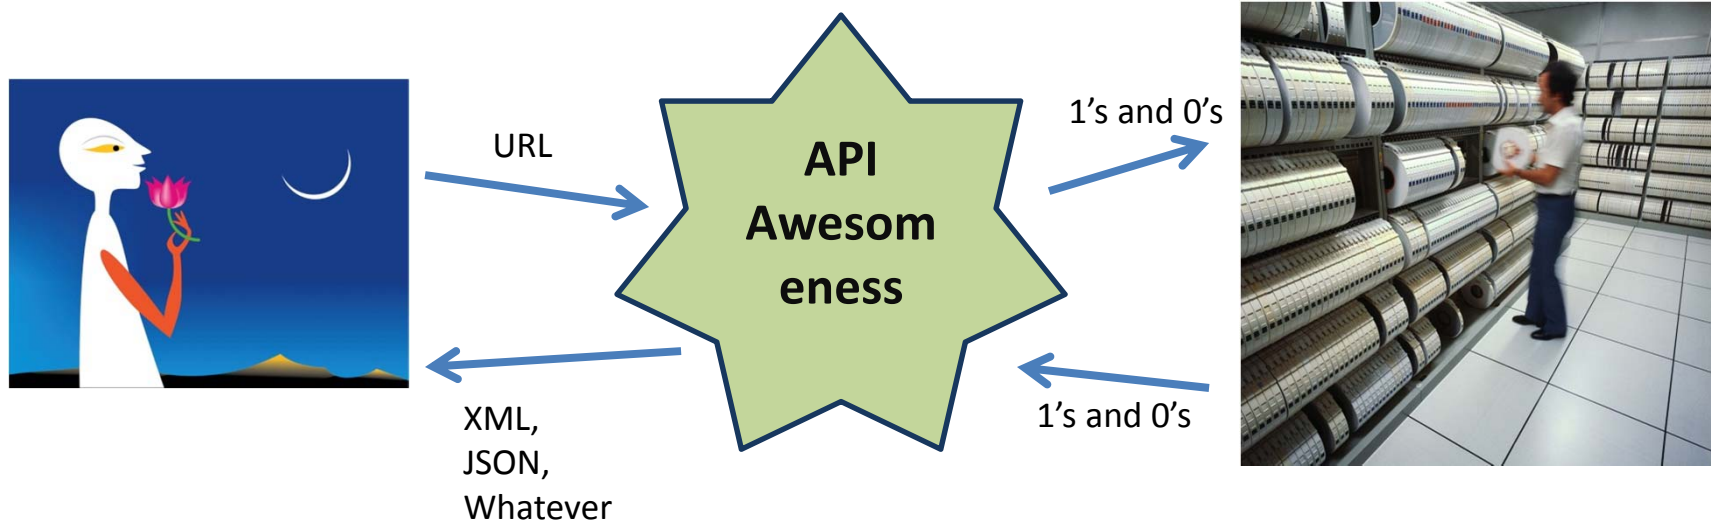 URL
API
Awesom
eness
1’s and 0’s
1’s and 0’s
XML,
JSON,
Whatever